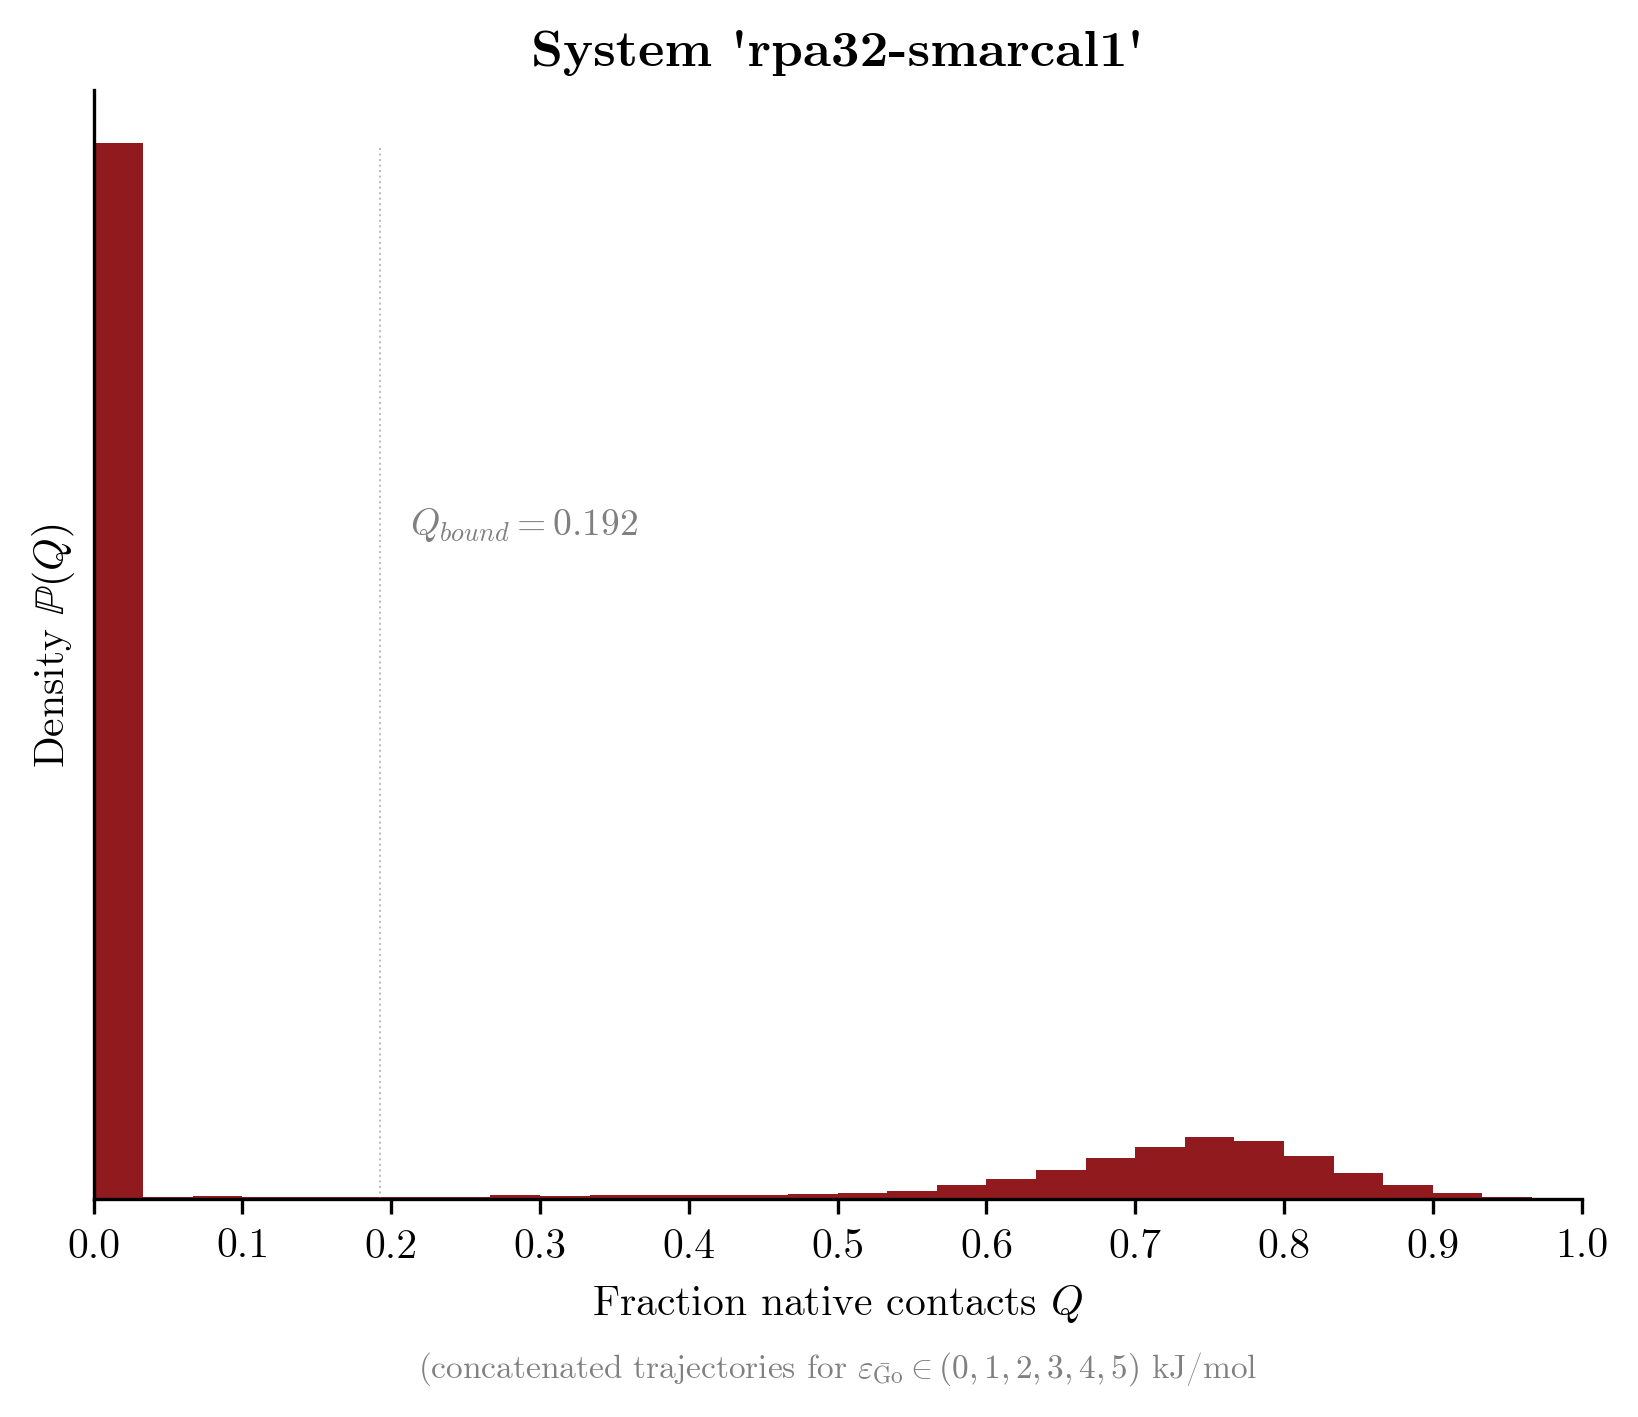 System 'rpa32-smarcal1'
Density ℙ(Q)
Q_bound = 0.192
0.0 0.1 0.2 0.3 0.4 0.5 0.6 0.7 0.8 0.9 1.0
Fraction native contacts Q
(concatenated trajectories for ε_Ḡo ∈ (0, 1, 2, 3, 4, 5) kJ/mol